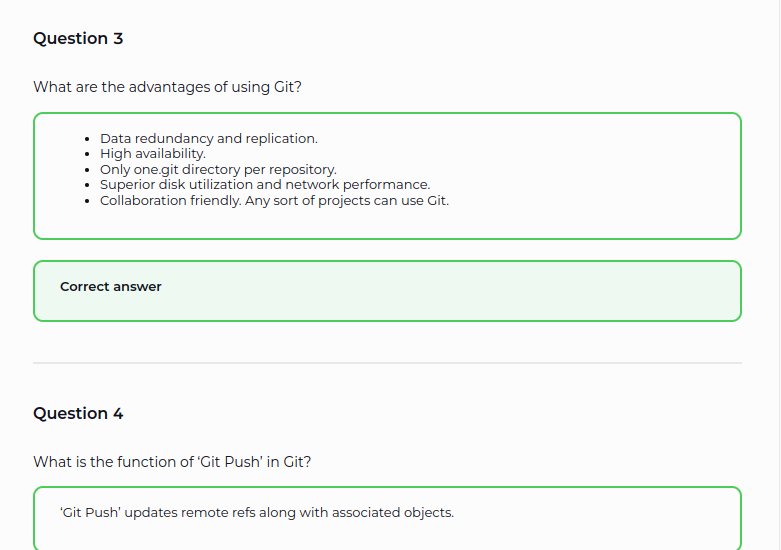 Question 3
What are the advantages of using Git?
• Data redundancy and replication.
• High availability.
• Only one.git directory per repository.
• Superior disk utilization and network performance.
• Collaboration friendly. Any sort of projects can use Git.
Correct answer
Question 4
What is the function of ‘Git Push’ in Git?
‘Git Push’ updates remote refs along with associated objects.